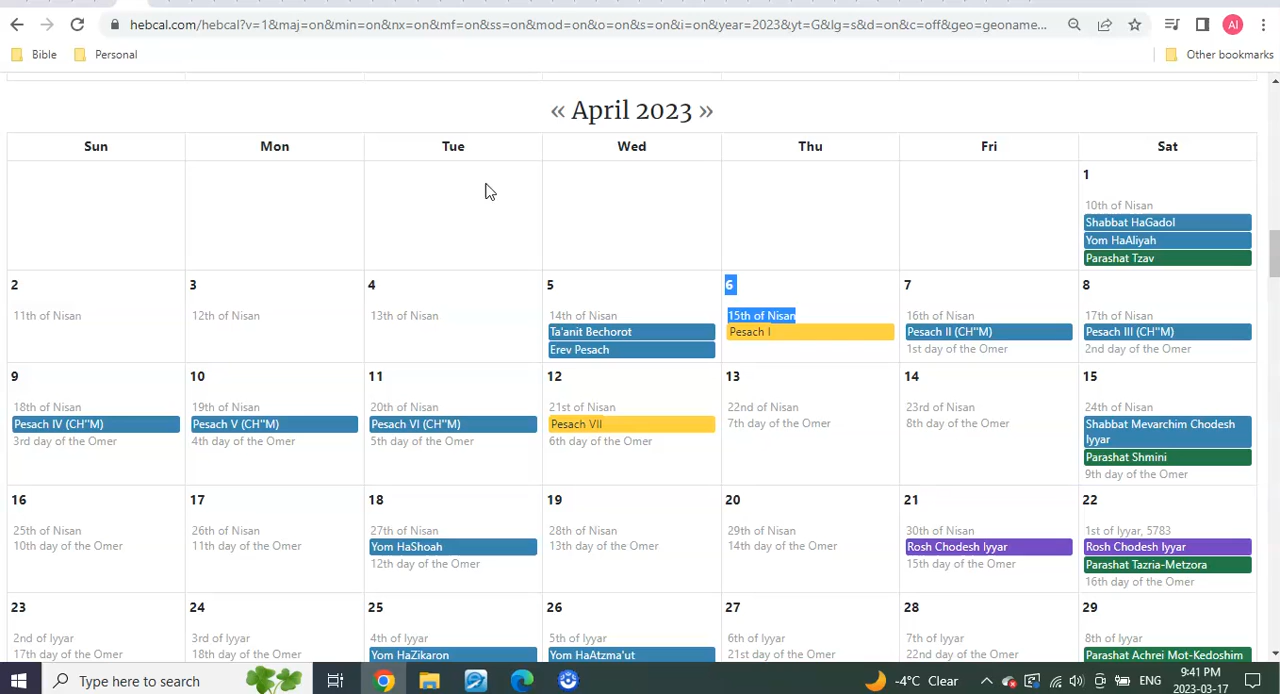 hebcal.com/hebcal?v=1&maj=on&min=on&nx=on&mf=on&ss=on&mod=on&o=on&s=on&i=on&year=2023&yt=G&lg=s&d=on&c=off&geo=geoname...
AI
Bible Personal Other bookmarks
« April 2023 »
Sun Mon Tue Wed Thu Fri Sat
1
10th of Nisan
Shabbat HaGadol
Yom HaAliyah
Parashat Tzav
2
11th of Nisan
3
12th of Nisan
4
13th of Nisan
5
14th of Nisan
Ta'anit Bechorot
Erev Pesach
6
15th of Nisan
Pesach I
7
16th of Nisan
Pesach II (CH"M)
1st day of the Omer
8
17th of Nisan
Pesach III (CH"M)
2nd day of the Omer
9
18th of Nisan
Pesach IV (CH"M)
3rd day of the Omer
10
19th of Nisan
Pesach V (CH"M)
4th day of the Omer
11
20th of Nisan
Pesach VI (CH"M)
5th day of the Omer
12
21st of Nisan
Pesach VII
6th day of the Omer
13
22nd of Nisan
7th day of the Omer
14
23rd of Nisan
8th day of the Omer
15
24th of Nisan
Shabbat Mevarchim Chodesh
Iyyar
Parashat Shmini
9th day of the Omer
16
25th of Nisan
10th day of the Omer
17
26th of Nisan
11th day of the Omer
18
27th of Nisan
Yom HaShoah
12th day of the Omer
19
28th of Nisan
13th day of the Omer
20
29th of Nisan
14th day of the Omer
21
30th of Nisan
Rosh Chodesh Iyyar
15th day of the Omer
22
1st of Iyyar, 5783
Rosh Chodesh Iyyar
Parashat Tazria-Metzora
16th day of the Omer
23
2nd of Iyyar
17th day of the Omer
24
3rd of Iyyar
18th day of the Omer
25
4th of Iyyar
Yom HaZikaron
26
5th of Iyyar
Yom HaAtzma'ut
27
6th of Iyyar
21st day of the Omer
28
7th of Iyyar
22nd day of the Omer
29
8th of Iyyar
Parashat Achrei Mot-Kedoshim
Type here to search
-4°C Clear
ENG
9:41 PM
2023-03-17